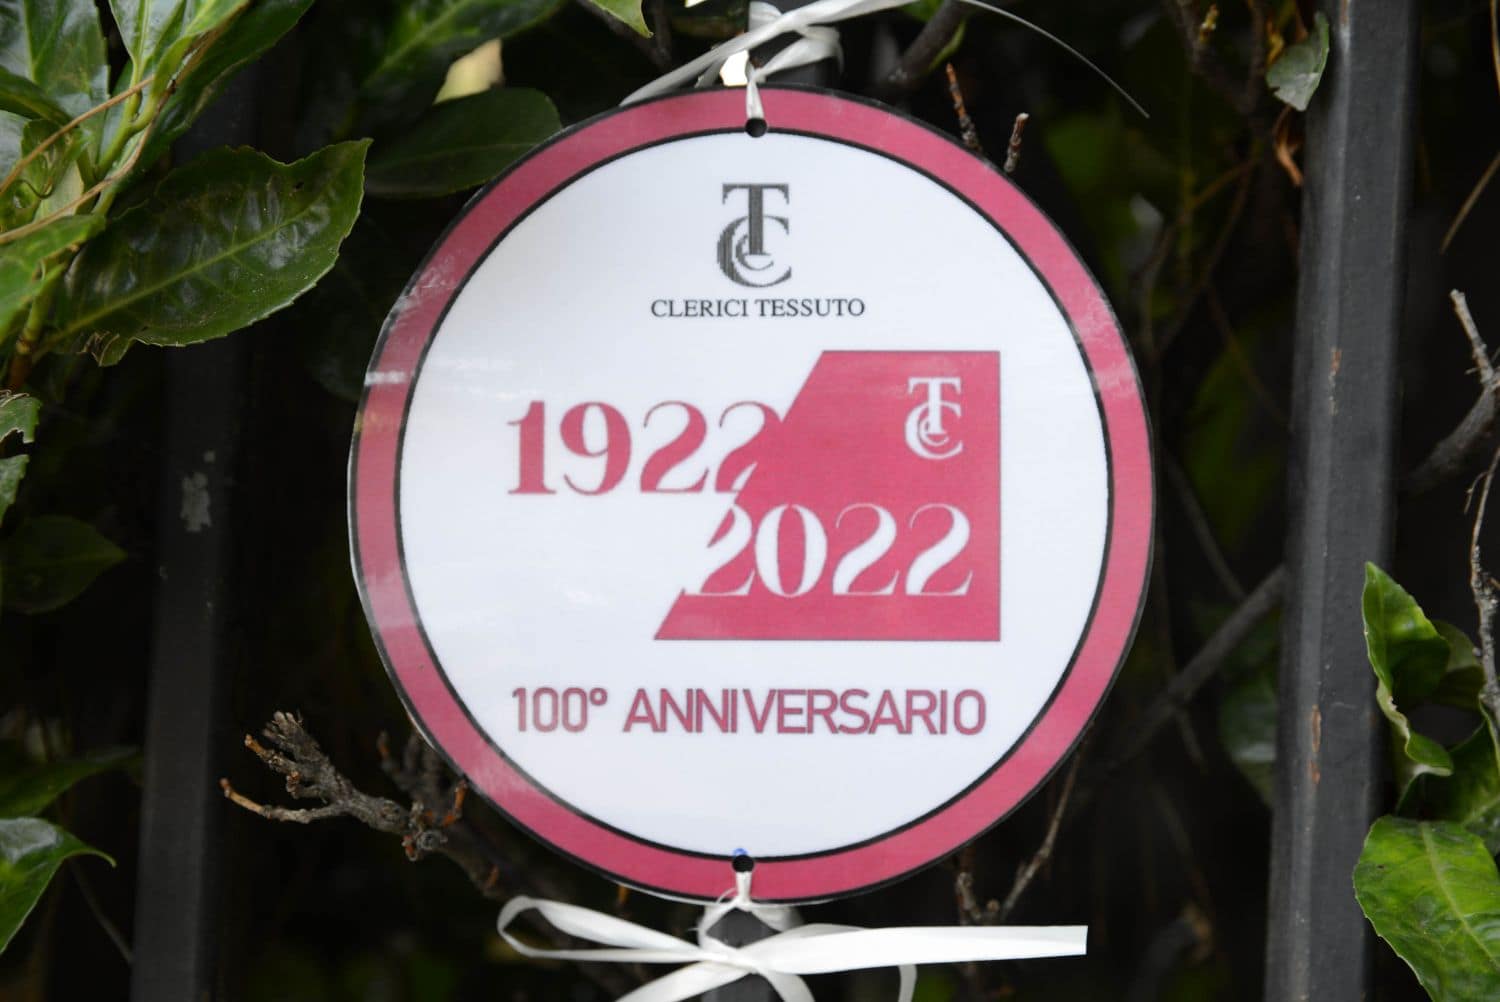 TCC
CLERICI TESSUTO
1922
TCC
2022
100° ANNIVERSARIO